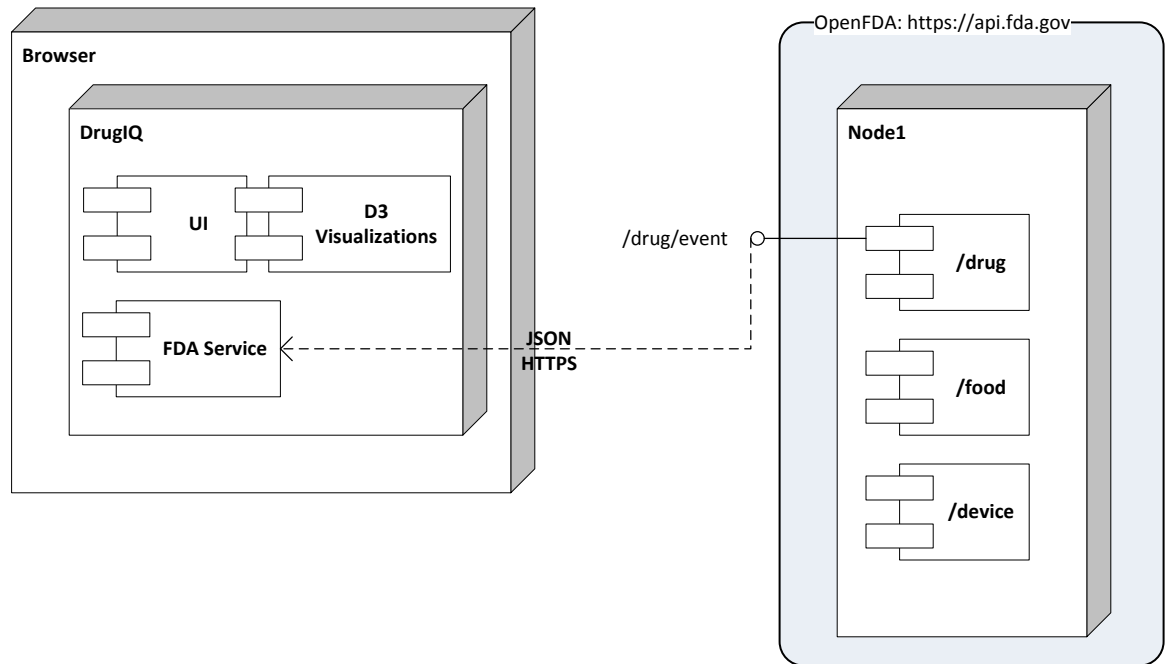 OpenFDA: https://api.fda.gov
Browser
DrugIQ
UI
D3
Visualizations
FDA Service
JSON
HTTPS
/drug/event
Node1
/drug
/food
/device